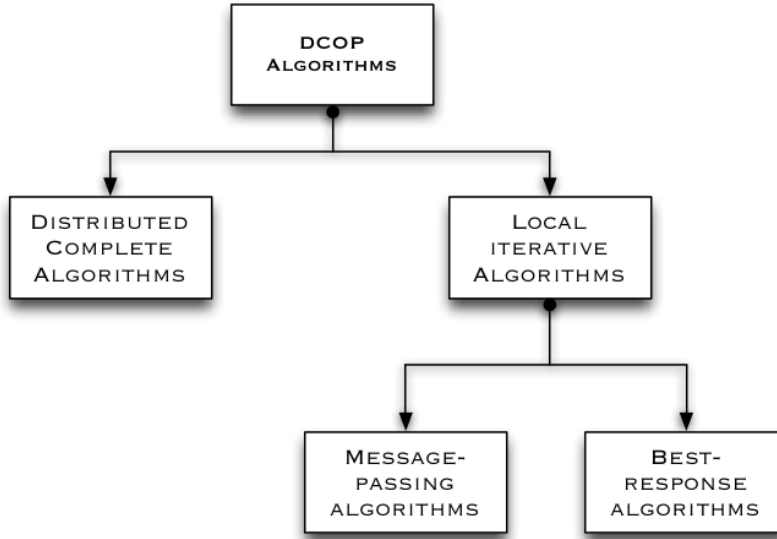 DCOP
ALGORITHMS
DISTRIBUTED
COMPLETE
ALGORITHMS
LOCAL
ITERATIVE
ALGORITHMS
MESSAGE-
PASSING
ALGORITHMS
BEST-
RESPONSE
ALGORITHMS